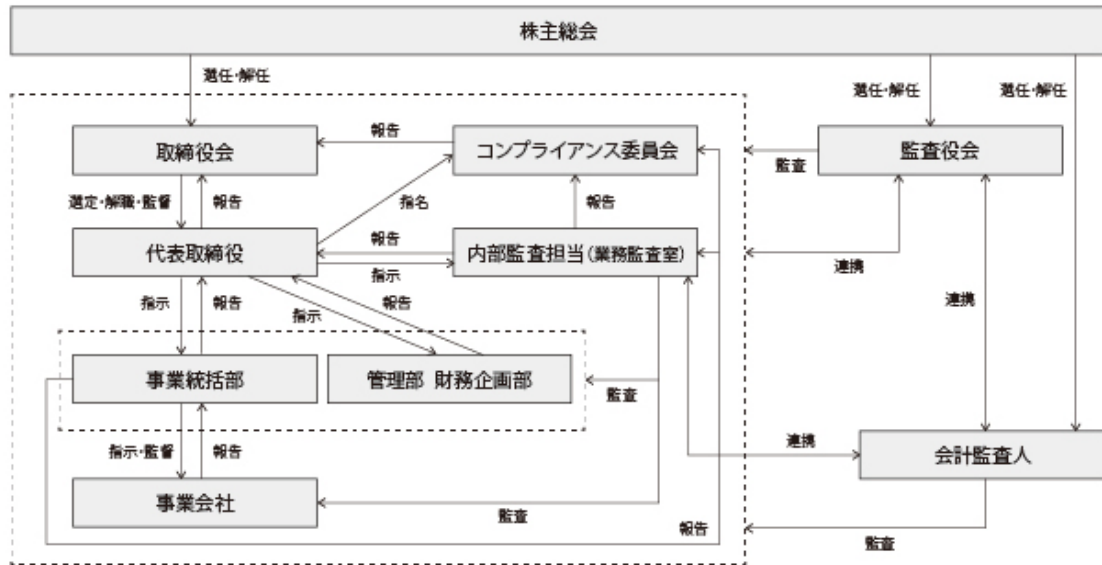 株主総会
選任・解任
選任・解任
選任・解任
取締役会
報告
コンプライアンス委員会
監査
監査役会
選定・解職・監督
報告
指名
報告
代表取締役
報告
指示
内部監査担当(業務監査室)
連携
連携
指示
報告
指示
報告
事業統括部
管理部 財務企画部
監査
指示・監督
報告
連携
会計監査人
事業会社
監査
報告
監査